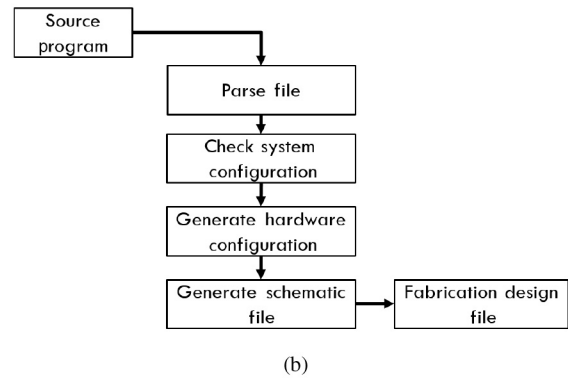 Source
program
Parse file
Check system
configuration
Generate hardware
configuration
Generate schematic
file
Fabrication design
file
(b)